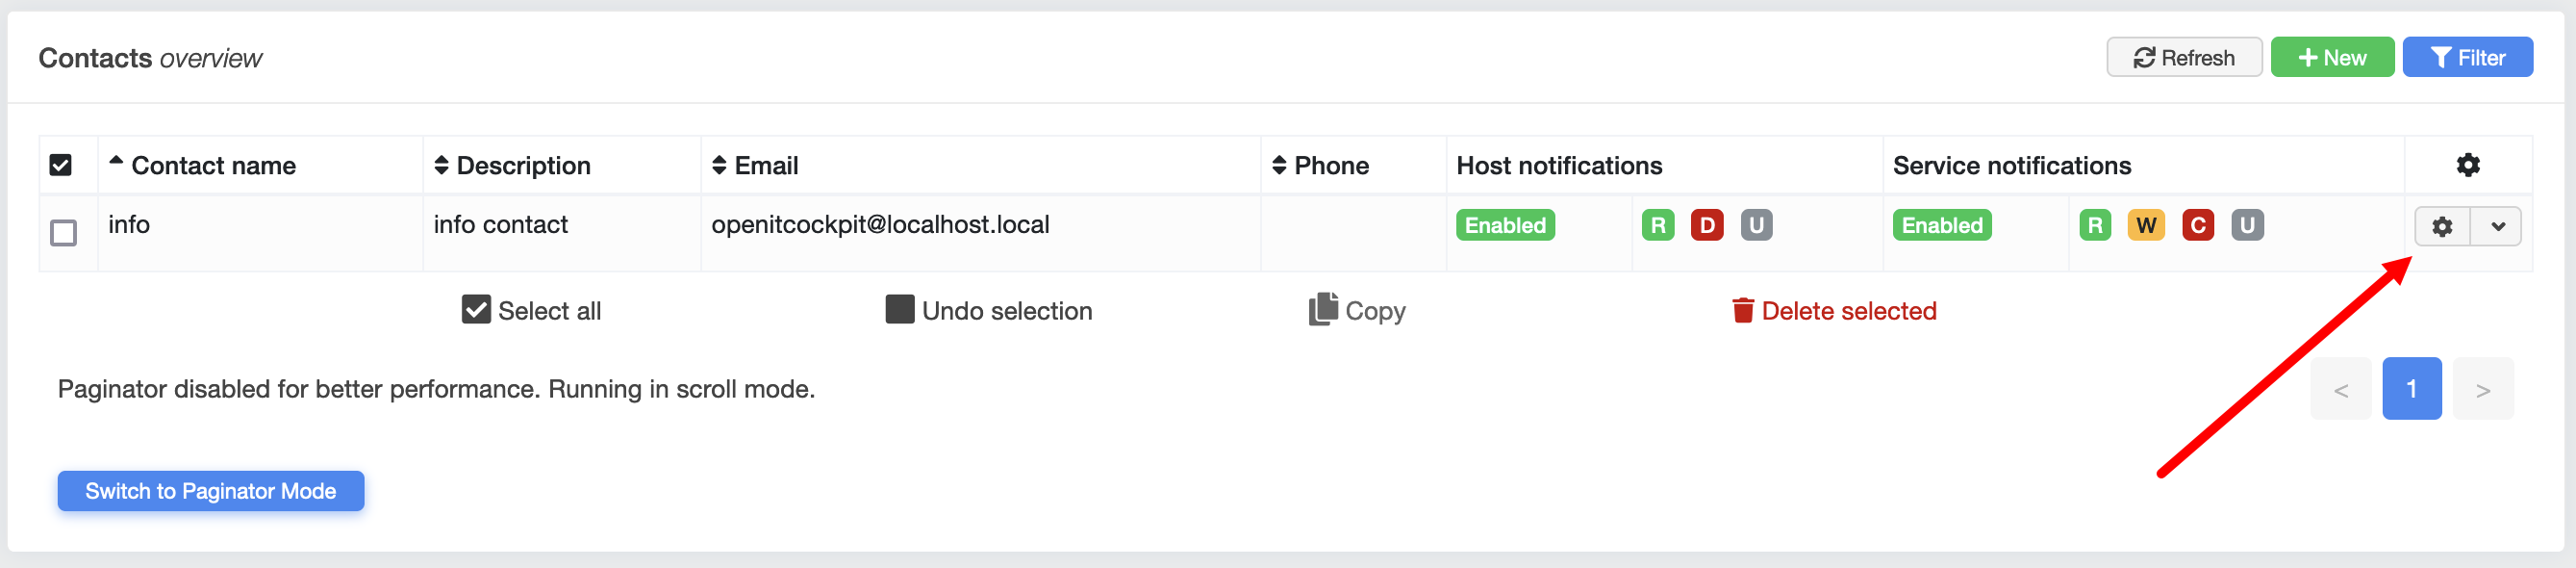 Contacts overview
Refresh
New
Filter
Contact name
Description
Email
Phone
Host notifications
Service notifications
info
info contact
openitcockpit@localhost.local
Enabled
R D U
Enabled
R W C U
Select all
Undo selection
Copy
Delete selected
Paginator disabled for better performance. Running in scroll mode.
< 1 >
Switch to Paginator Mode